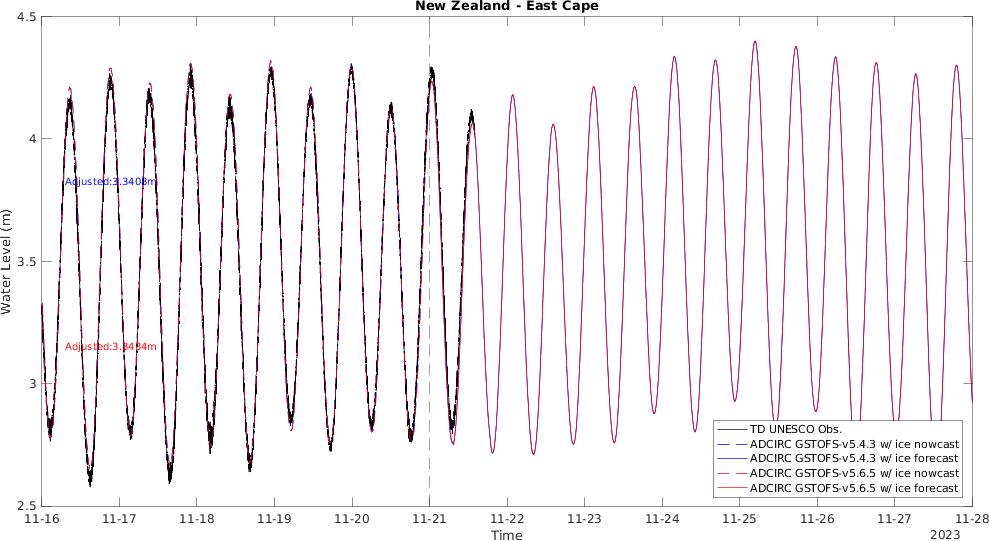 New Zealand - East Cape
4.5
4
3.5
3
2.5
Water Level (m)
Adjusted:3.3408m
Adjusted:3.3484m
TD UNESCO Obs.
ADCIRC GSTOFS-v5.4.3 w/ ice nowcast
ADCIRC GSTOFS-v5.4.3 w/ ice forecast
ADCIRC GSTOFS-v5.6.5 w/ ice nowcast
ADCIRC GSTOFS-v5.6.5 w/ ice forecast
11-16 11-17 11-18 11-19 11-20 11-21 11-22 11-23 11-24 11-25 11-26 11-27 11-28
Time
2023